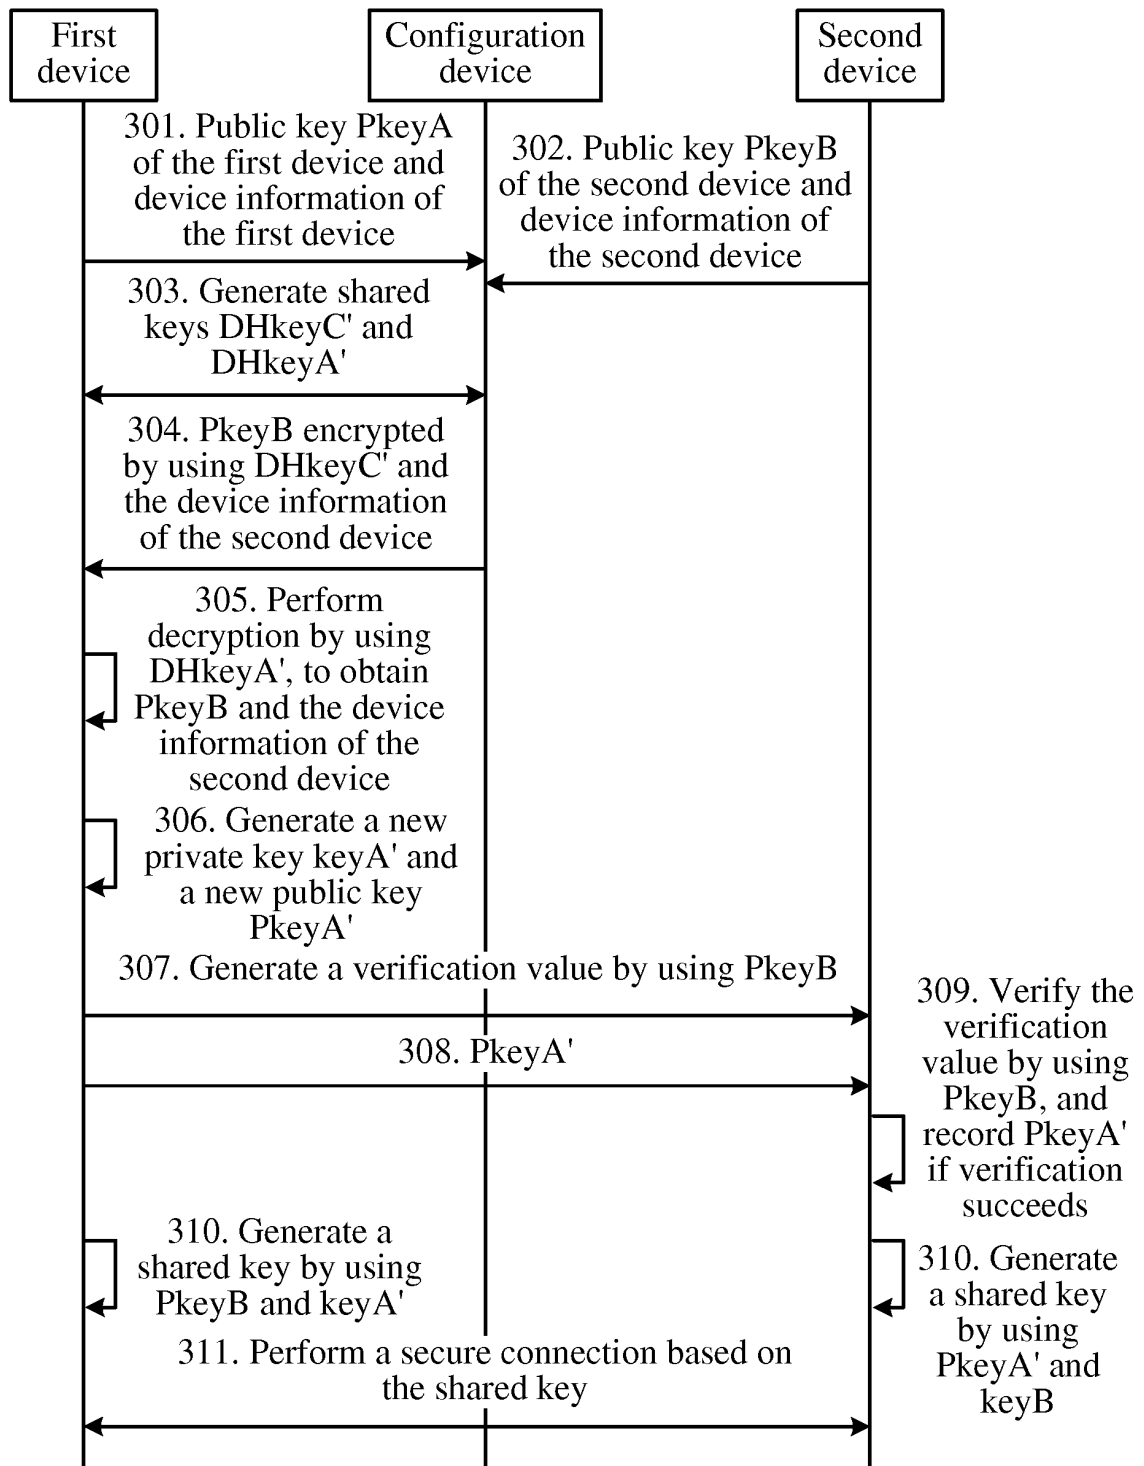 First
device
Configuration
device
Second
device
301. Public key PkeyA
of the first device and
device information of
the first device
302. Public key PkeyB
of the second device and
device information of
the second device
303. Generate shared
keys DHkeyC' and
DHkeyA'
304. PkeyB encrypted
by using DHkeyC' and
the device information
of the second device
305. Perform
decryption by using
DHkeyA', to obtain
PkeyB and the device
information of the
second device
306. Generate a new
private key keyA' and
a new public key
PkeyA'
307. Generate a verification value by using PkeyB
308. PkeyA'
309. Verify the
verification
value by using
PkeyB, and
record PkeyA'
if verification
succeeds
310. Generate a
shared key by using
PkeyB and keyA'
310. Generate
a shared key
by using
PkeyA' and
keyB
311. Perform a secure connection based on
the shared key